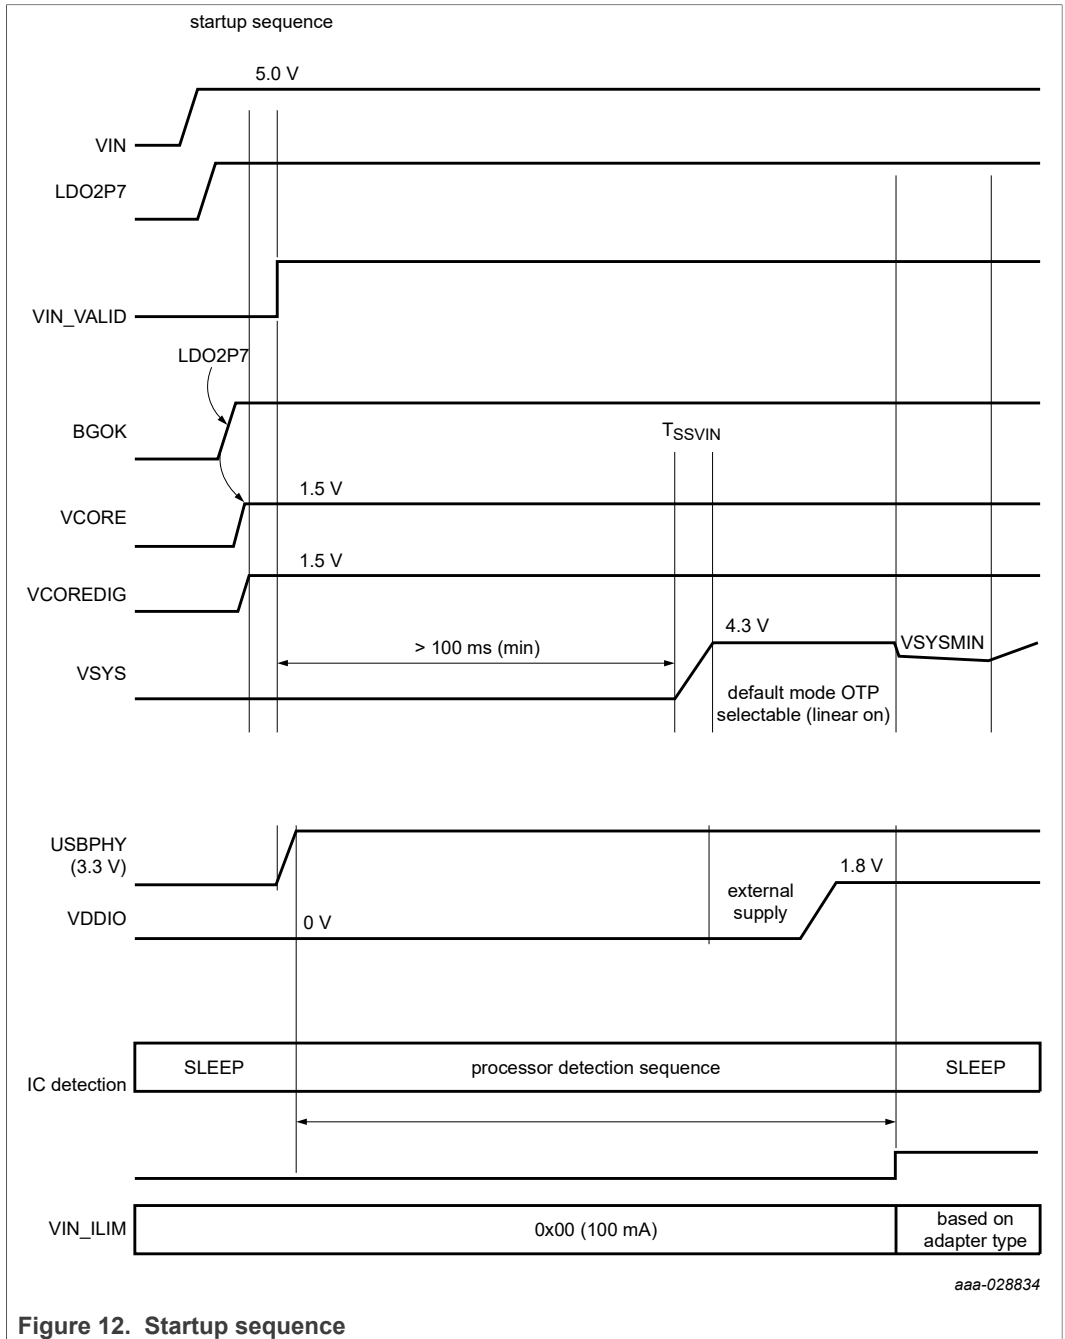 startup sequence
5.0 V
VIN
LDO2P7
VIN_VALID
LDO2P7
BGOK
TSSVIN
1.5 V
VCORE
1.5 V
VCOREDIG
4.3 V
> 100 ms (min)
VSYSMIN
VSYS
default mode OTP
selectable (linear on)
USBPHY
(3.3 V)
1.8 V
external
supply
VDDIO
0 V
SLEEP
processor detection sequence
SLEEP
IC detection
VIN_ILIM
0x00 (100 mA)
based on
adapter type
aaa-028834
Figure 12. Startup sequence